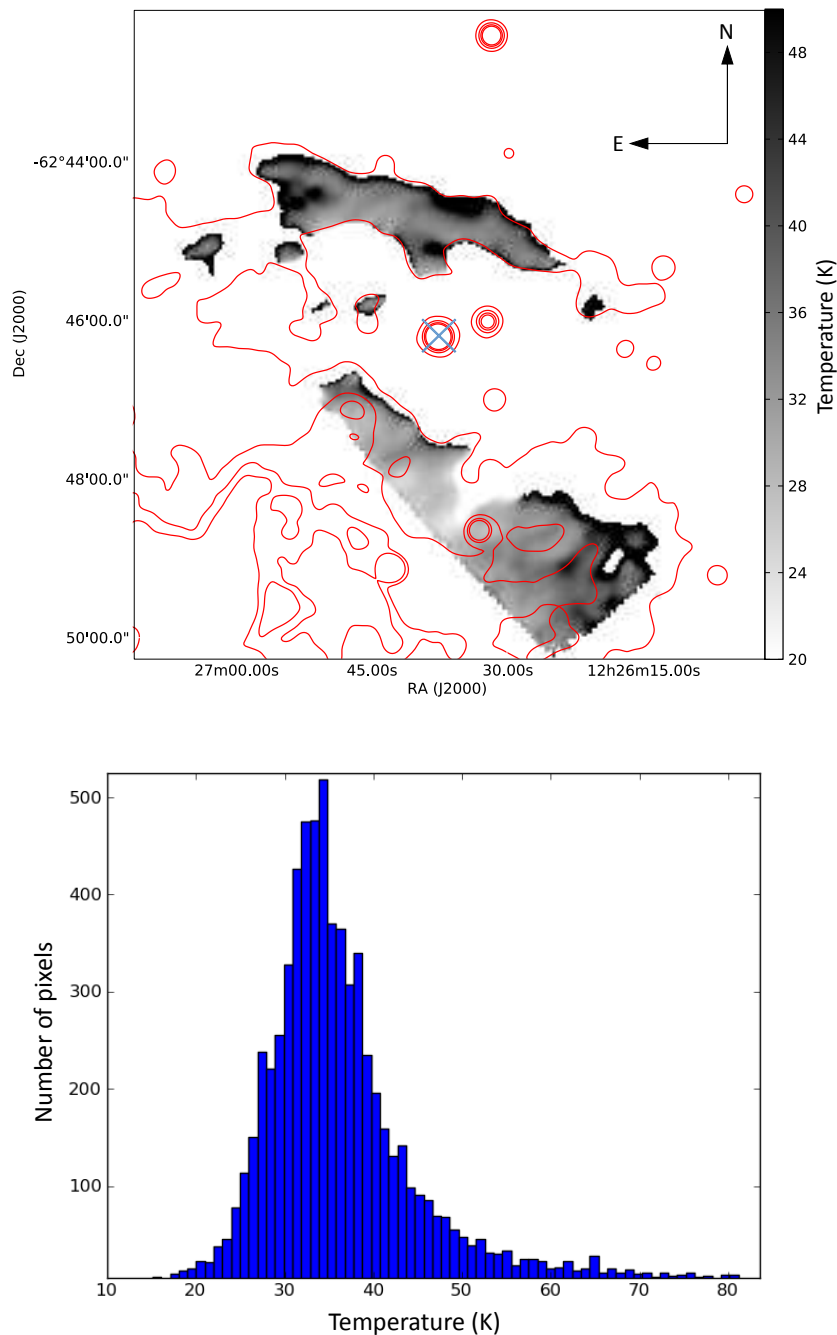 N
E
-62°44'00.0"
46'00.0"
48'00.0"
50'00.0"
Dec (J2000)
27m00.00s 45.00s 30.00s 12h26m15.00s
RA (J2000)
48
44
40
36
32
28
24
20
Temperature (K)
500
400
300
200
100
Number of pixels
10 20 30 40 50 60 70 80
Temperature (K)